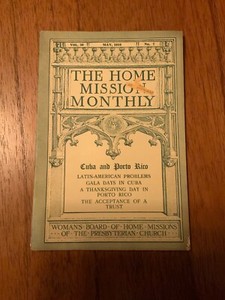 THE HOME
MISSION
MONTHLY
Cuba and Porto Rico
LATIN-AMERICAN PROBLEMS
GALA DAYS IN CUBA
A THANKSGIVING DAY IN
PORTO RICO
THE ACCEPTANCE OF A
TRUST
WOMAN'S BOARD OF HOME MISSIONS
OF THE PRESBYTERIAN CHURCH